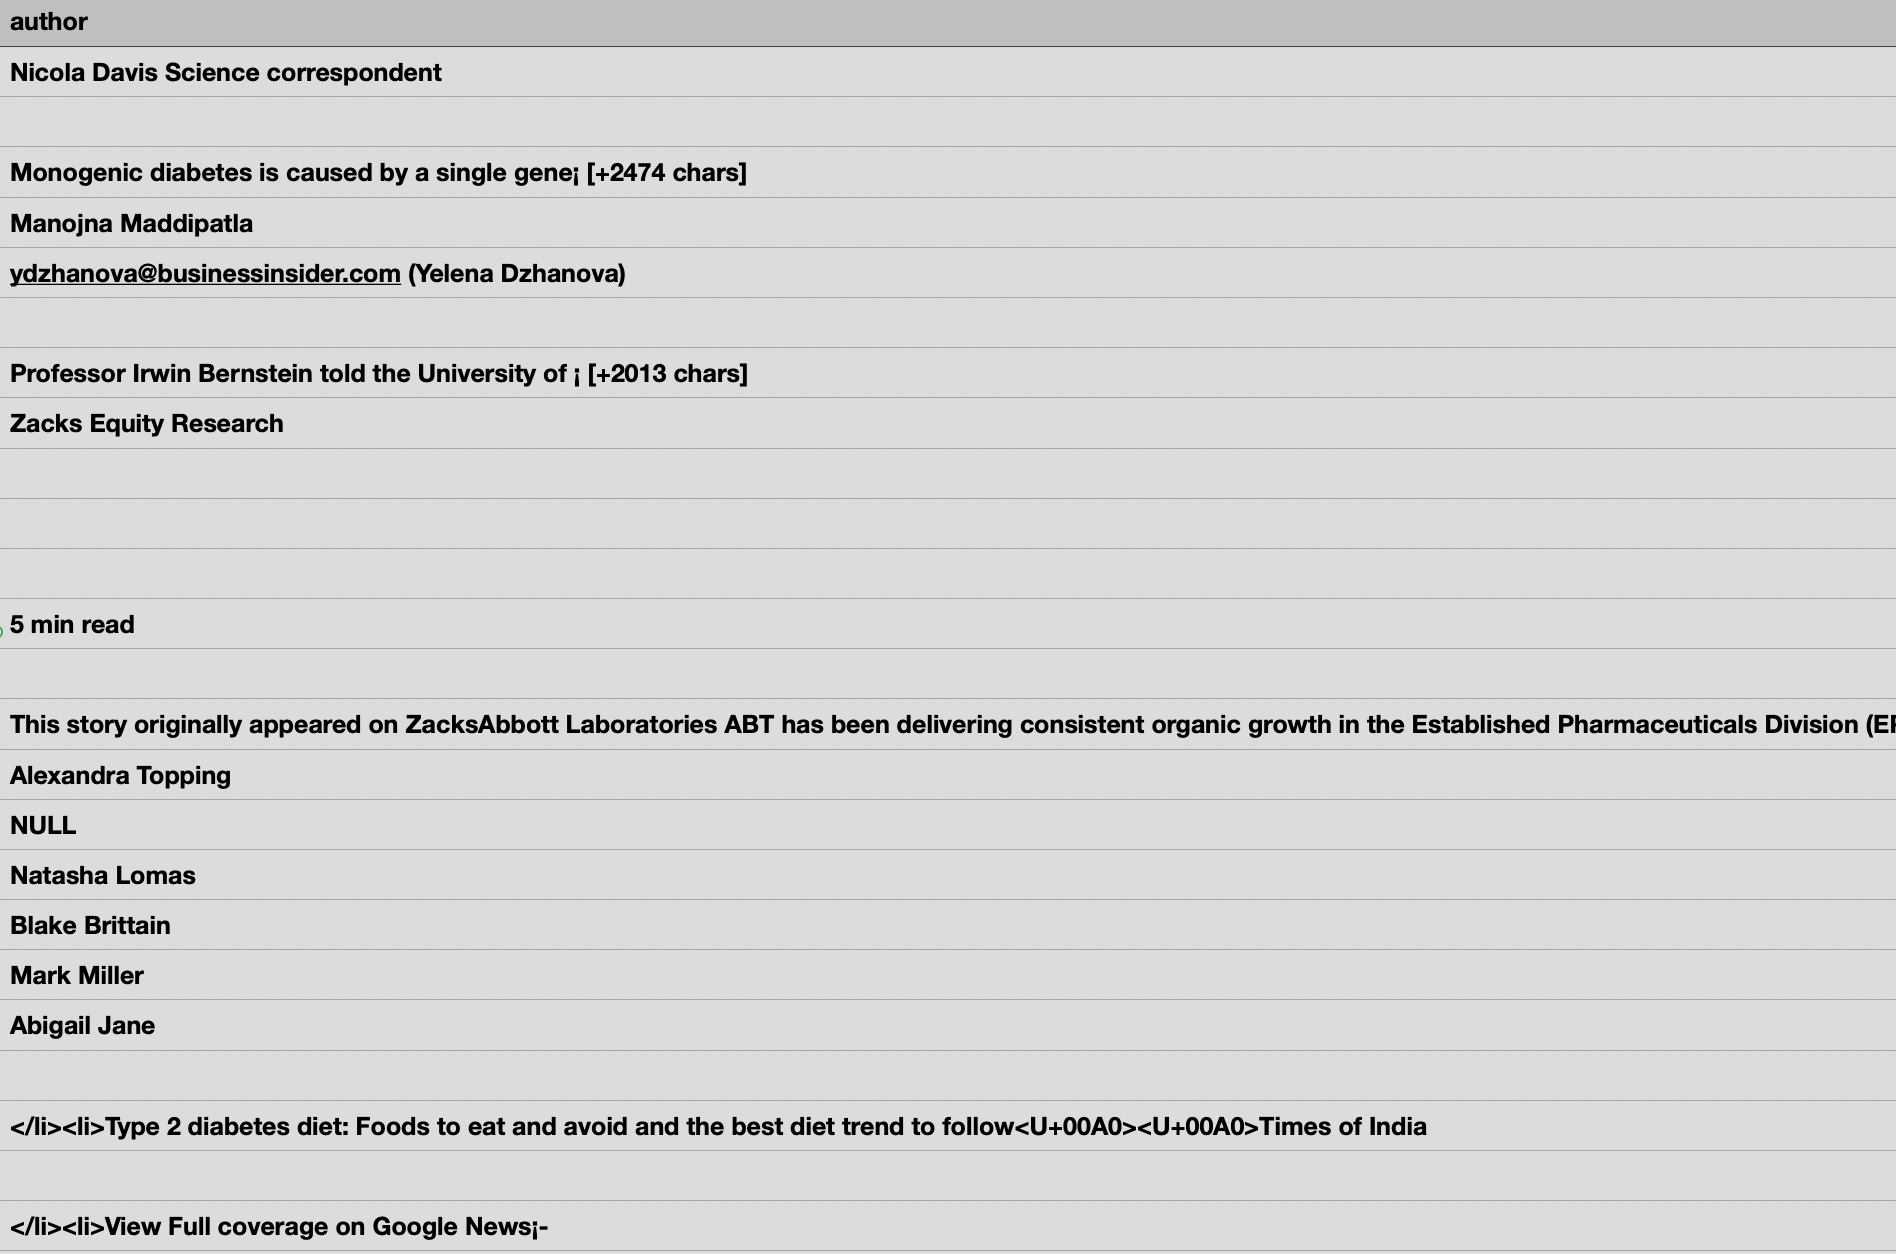 author
Nicola Davis Science correspondent
Monogenic diabetes is caused by a single gene¡ [+2474 chars]
Manojna Maddipatla
ydzhanova@businessinsider.com (Yelena Dzhanova)
Professor Irwin Bernstein told the University of ¡ [+2013 chars]
Zacks Equity Research
5 min read
This story originally appeared on ZacksAbbott Laboratories ABT has been delivering consistent organic growth in the Established Pharmaceuticals Division
Alexandra Topping
NULL
Natasha Lomas
Blake Brittain
Mark Miller
Abigail Jane
</li><li>Type 2 diabetes diet: Foods to eat and avoid and the best diet trend to follow<U+00A0><U+00A0>Times of India
</li><li>View Full coverage on Google News¡-